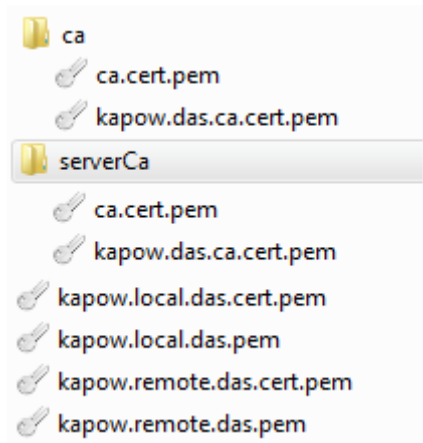 ca
ca.cert.pem
kapow.das.ca.cert.pem
serverCa
ca.cert.pem
kapow.das.ca.cert.pem
kapow.local.das.cert.pem
kapow.local.das.pem
kapow.remote.das.cert.pem
kapow.remote.das.pem